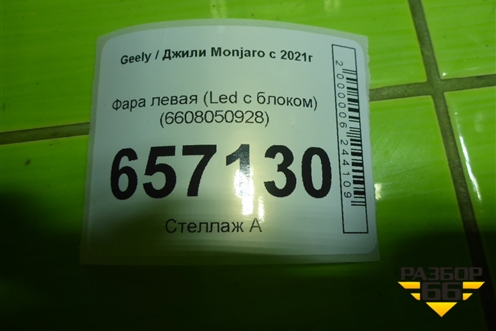 Geely / Джили Monjaro с 2021г
Фара левая (Led с блоком)
(6608050928)
657130
Стеллаж А
2000006244109
РАЗБОР
66